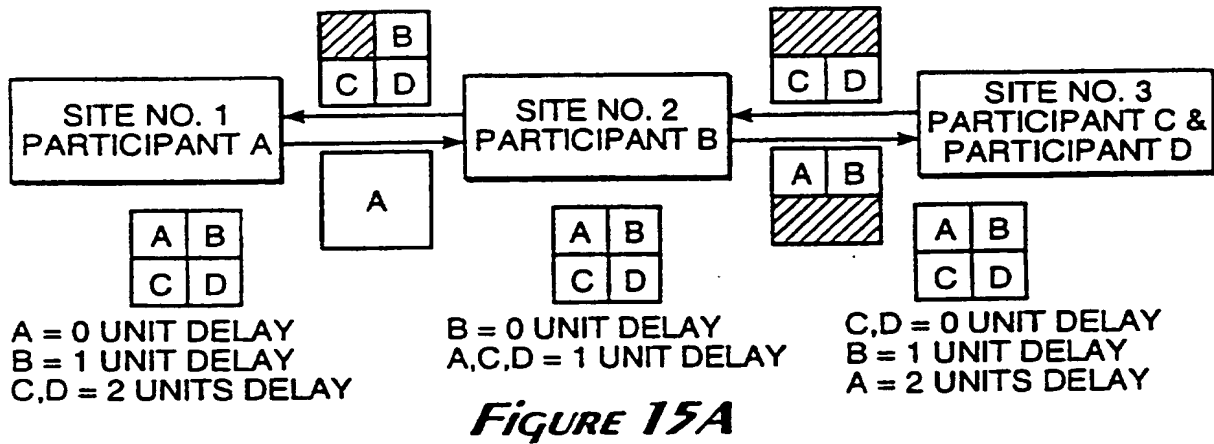 B
C D
C D
SITE NO. 1
PARTICIPANT A
SITE NO. 2
PARTICIPANT B
SITE NO. 3
PARTICIPANT C &
PARTICIPANT D
A
A B
A B
C D
A B
C D
A B
C D
A = 0 UNIT DELAY
B = 1 UNIT DELAY
C,D = 2 UNITS DELAY
B = 0 UNIT DELAY
A,C,D = 1 UNIT DELAY
C,D = 0 UNIT DELAY
B = 1 UNIT DELAY
A = 2 UNITS DELAY
FIGURE 15A